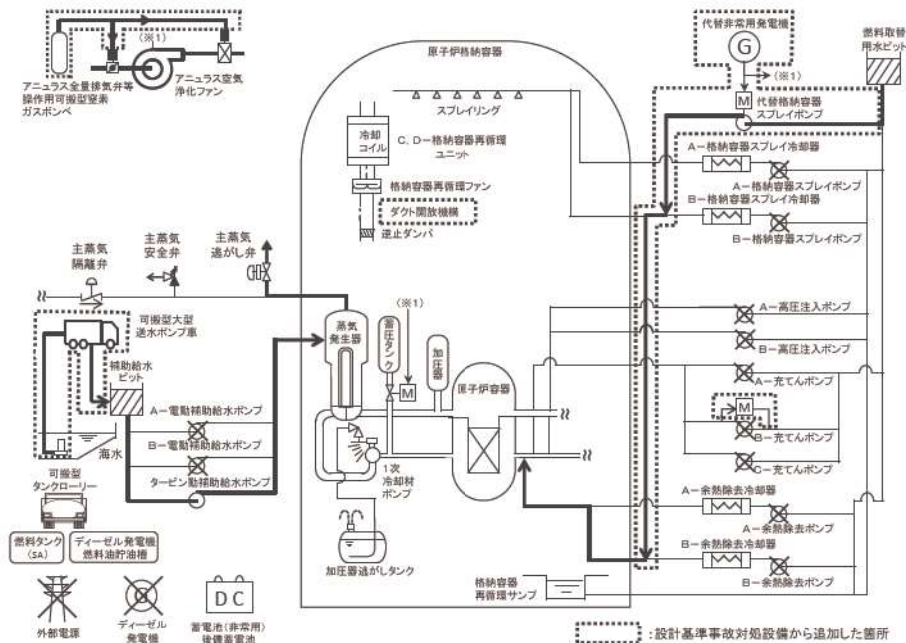 (※1)
アニュラス全量排気弁等
操作用可搬型窒素
ガスボンベ
アニュラス空気
浄化ファン
原子炉格納容器
スプレイリング
冷却
コイル
C、D-格納容器再循環
ユニット
格納容器再循環ファン
ダクト開放機構
逆止ダンパ
代替非常用発電機
G
(※1)
M
代替格納容器
スプレイポンプ
燃料取替
用水ピット
A-格納容器スプレイ冷却器
A-格納容器スプレイポンプ
B-格納容器スプレイ冷却器
B-格納容器スプレイポンプ
主蒸気
隔離弁
主蒸気
安全弁
主蒸気
逃がし弁
可搬型大型
送水ポンプ車
補助給水
ピット
海水
A-電動補助給水ポンプ
B-電動補助給水ポンプ
タービン動補助給水ポンプ
蒸気
発生器
蓄圧タンク
(※1)
M
加圧器
原子炉容器
1次
冷却材
ポンプ
加圧器逃がしタンク
A-高圧注入ポンプ
B-高圧注入ポンプ
A-充てんポンプ
M
B-充てんポンプ
C-充てんポンプ
A-余熱除去冷却器
A-余熱除去ポンプ
B-余熱除去冷却器
B-余熱除去ポンプ
格納容器
再循環サンプ
可搬型
タンクローリー
燃料タンク
(SA)
ディーゼル発電機
燃料油貯油槽
外部電源
ディーゼル
発電機
DC
蓄電池(非常用)
後備蓄電池
:設計基準事故対処設備から追加した箇所